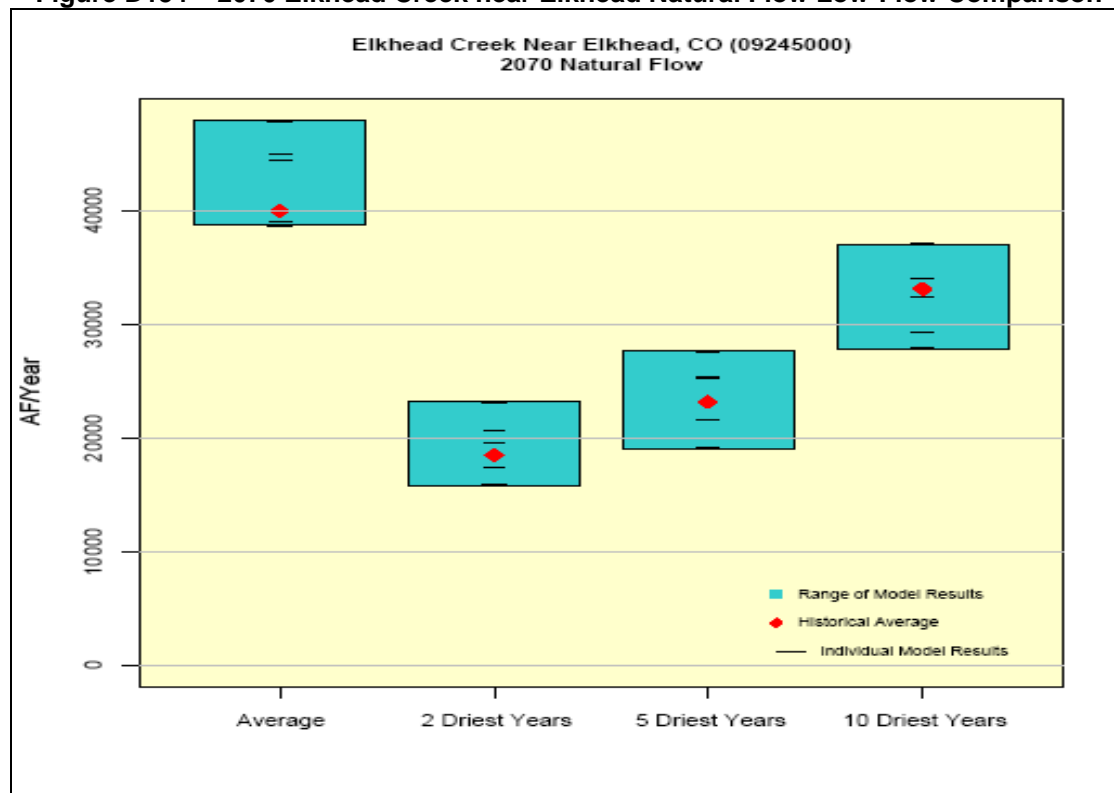 Elkhead Creek Near Elkhead, CO (09245000)
2070 Natural Flow
AF/Year
40000
30000
20000
10000
0
Range of Model Results
Historical Average
Individual Model Results
Average 2 Driest Years 5 Driest Years 10 Driest Years